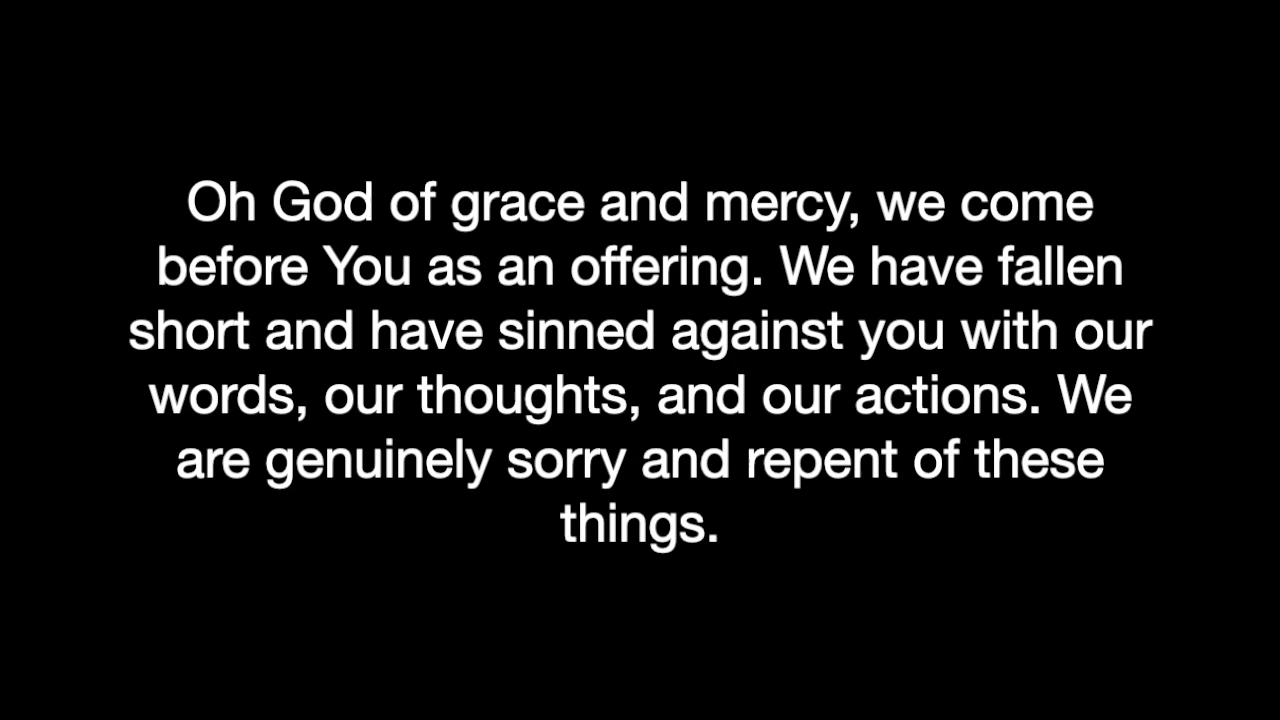 Oh God of grace and mercy, we come
before You as an offering. We have fallen
short and have sinned against you with our
words, our thoughts, and our actions. We
are genuinely sorry and repent of these
things.